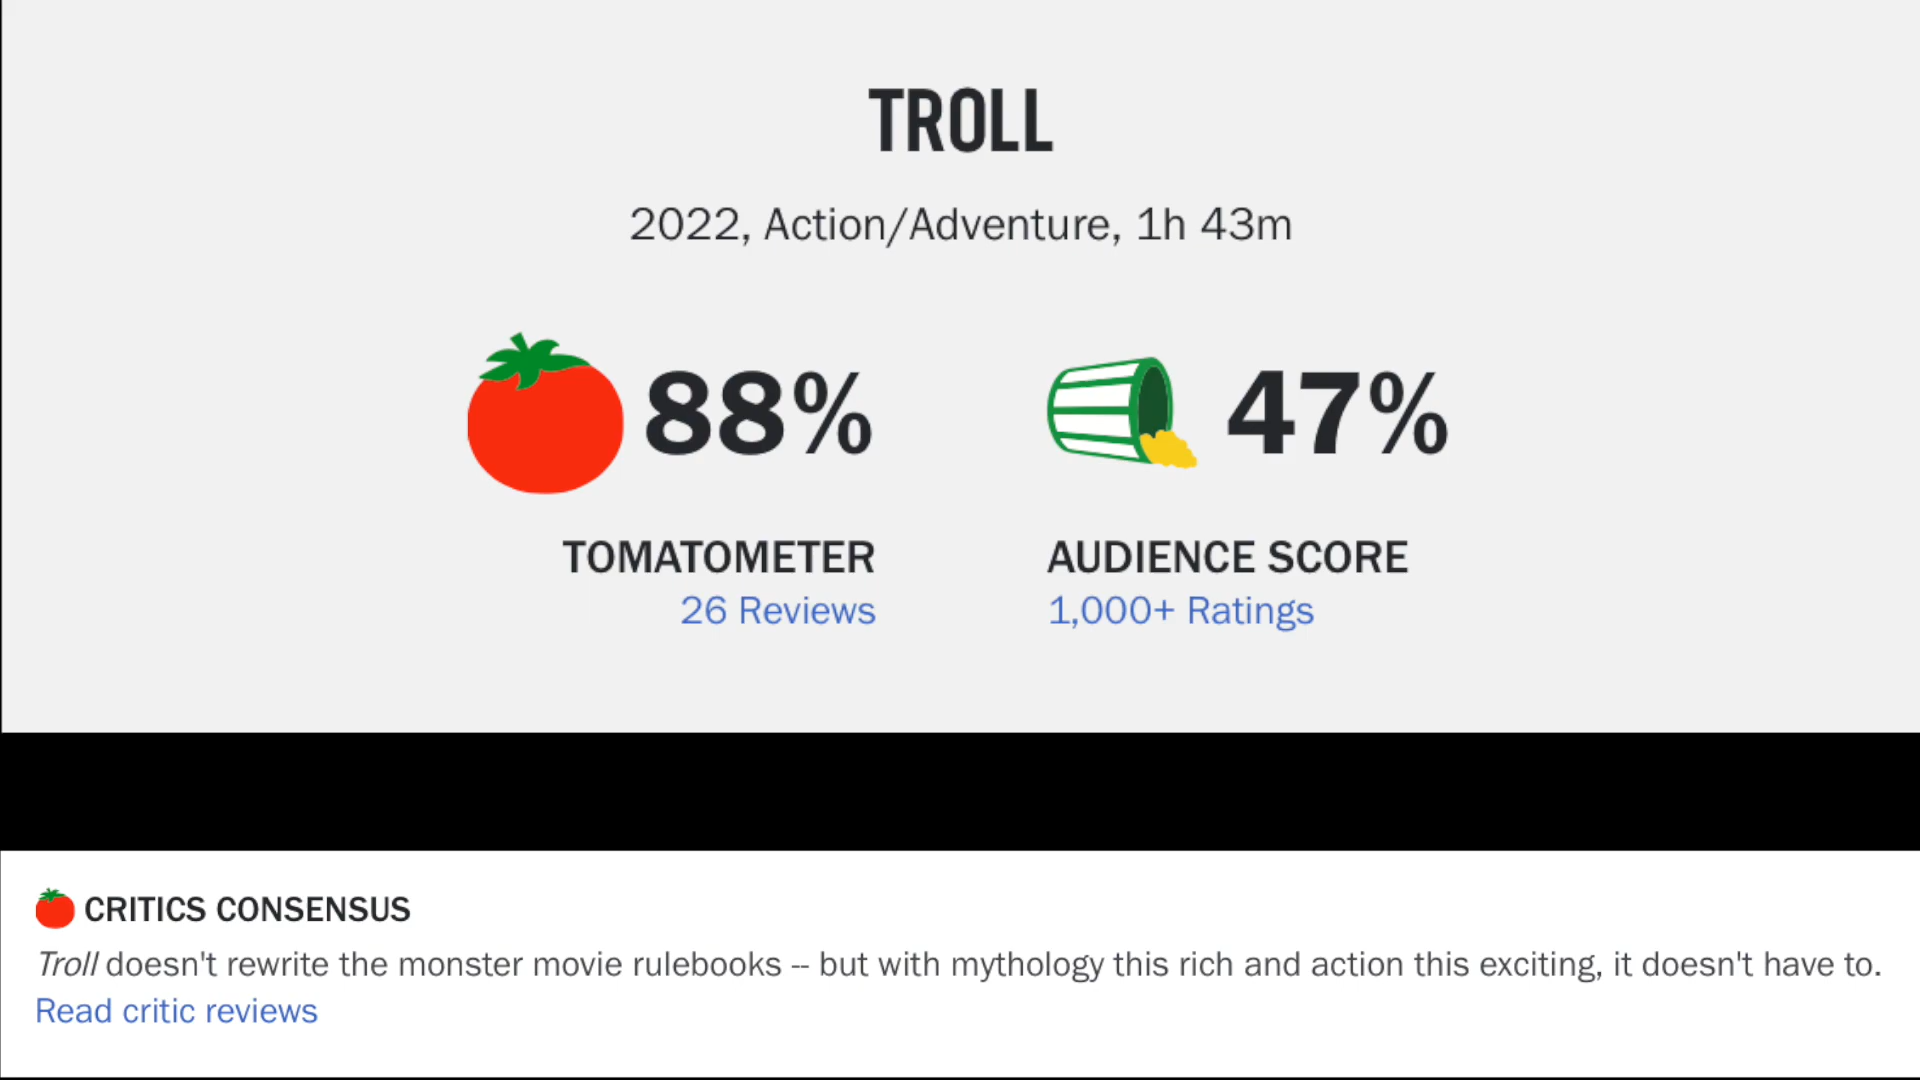 TROLL
2022, Action/Adventure, 1h 43m
88% 47%
TOMATOMETER AUDIENCE SCORE
26 Reviews 1,000+ Ratings
CRITICS CONSENSUS
Troll doesn't rewrite the monster movie rulebooks -- but with mythology this rich and action this exciting, it doesn't have to.
Read critic reviews